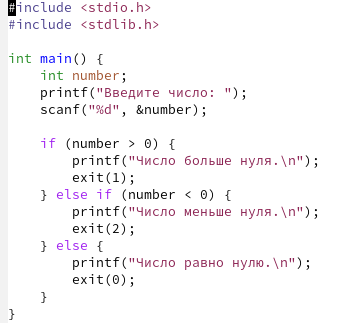 #include <stdio.h>
#include <stdlib.h>

int main() {
    int number;
    printf("Введите число: ");
    scanf("%d", &number);

    if (number > 0) {
        printf("Число больше нуля.\n");
        exit(1);
    } else if (number < 0) {
        printf("Число меньше нуля.\n");
        exit(2);
    } else {
        printf("Число равно нулю.\n");
        exit(0);
    }
}